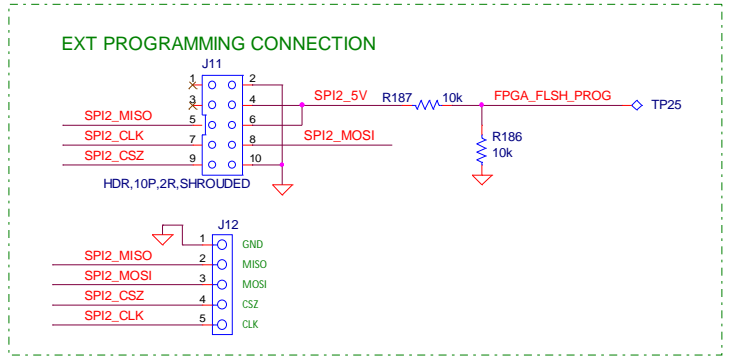 EXT PROGRAMMING CONNECTION
J11
1 2
3 4 SPI2_5V R187 10k FPGA_FLSH_PROG TP25
SPI2_MISO 5 6
SPI2_CLK 7 8 SPI2_MOSI R186
10k
SPI2_CSZ 9 10
HDR,10P,2R,SHROUDED
J12
1 GND
SPI2_MISO 2 MISO
SPI2_MOSI 3 MOSI
SPI2_CSZ 4 CSZ
SPI2_CLK 5 CLK